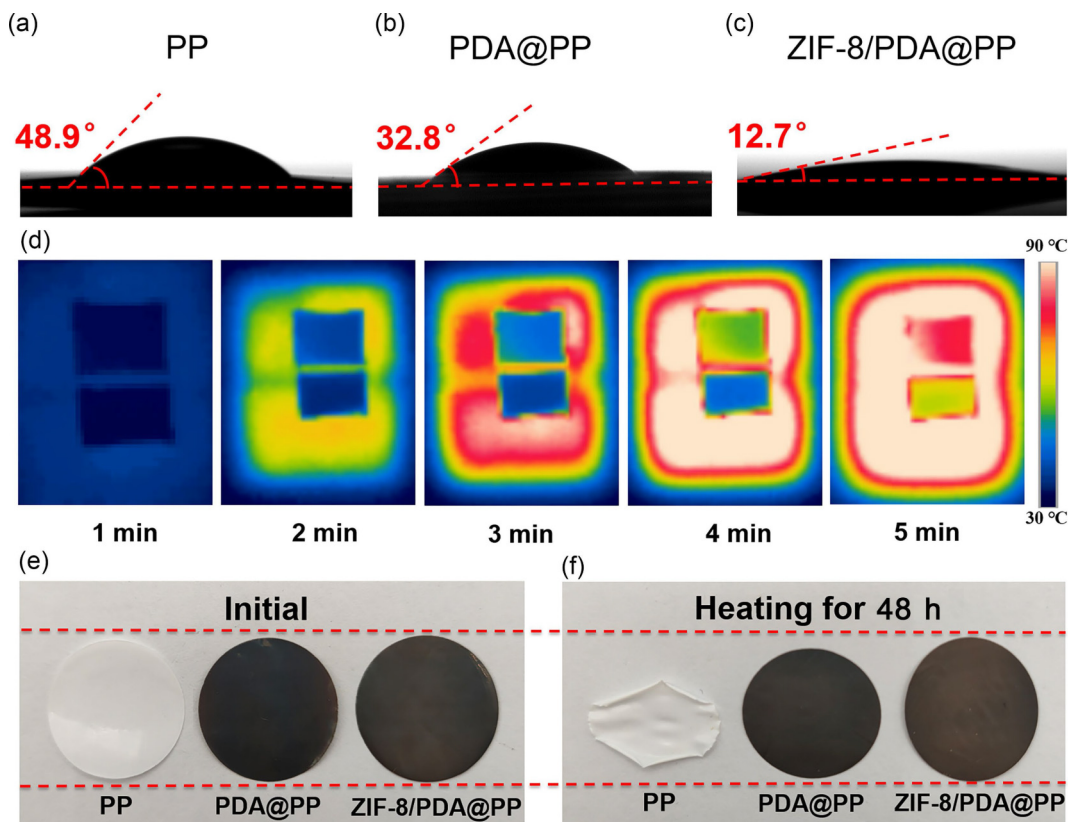 (a)
PP
48.9°
(b)
PDA@PP
32.8°
(c)
ZIF-8/PDA@PP
12.7°
(d)
90 ℃
30 ℃
1 min
2 min
3 min
4 min
5 min
(e)
Initial
PP
PDA@PP
ZIF-8/PDA@PP
(f)
Heating for 48 h
PP
PDA@PP
ZIF-8/PDA@PP